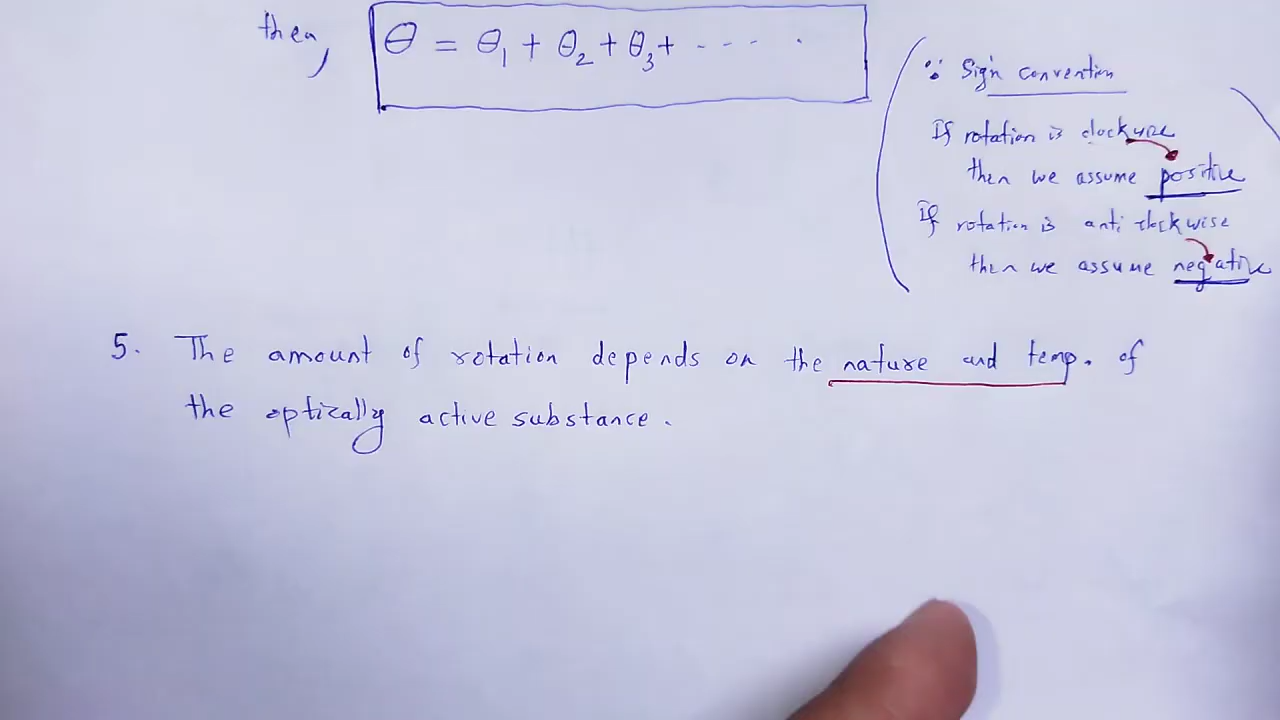 then, θ = θ1 + θ2 + θ3 + ---- .
∵ Sign convention
If rotation is clockwise
then we assume positive
If rotation is anti clockwise
then we assume negative
5. The amount of rotation depends on the nature and temp. of
the optically active substance.